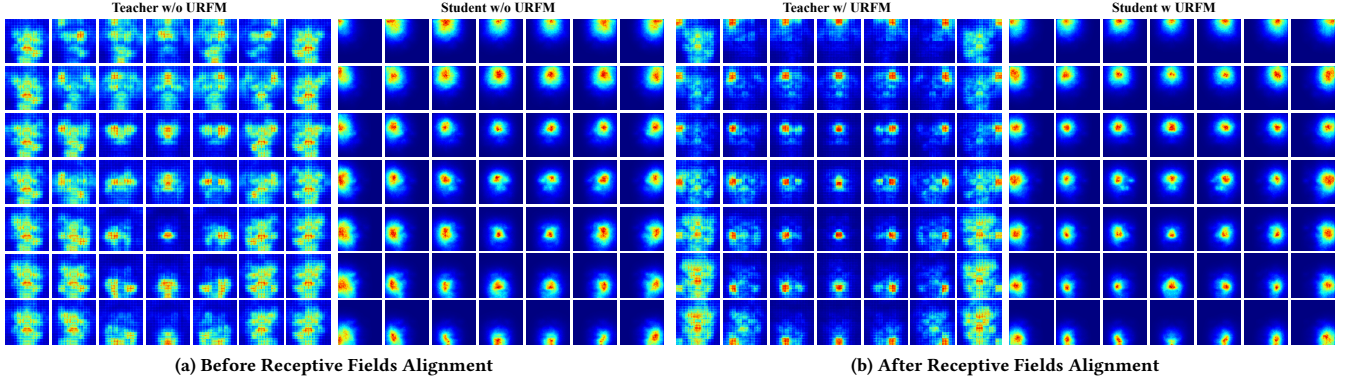 Teacher w/o URFM
Student w/o URFM
Teacher w/ URFM
Student w URFM
(a) Before Receptive Fields Alignment
(b) After Receptive Fields Alignment